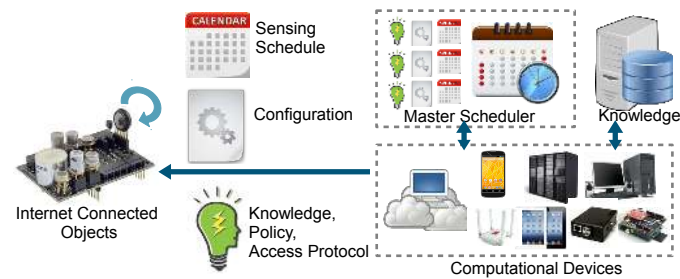 CALENDAR
Sensing
Schedule
Configuration
Master Scheduler
Knowledge
Internet Connected
Objects
Knowledge,
Policy,
Access Protocol
Computational Devices